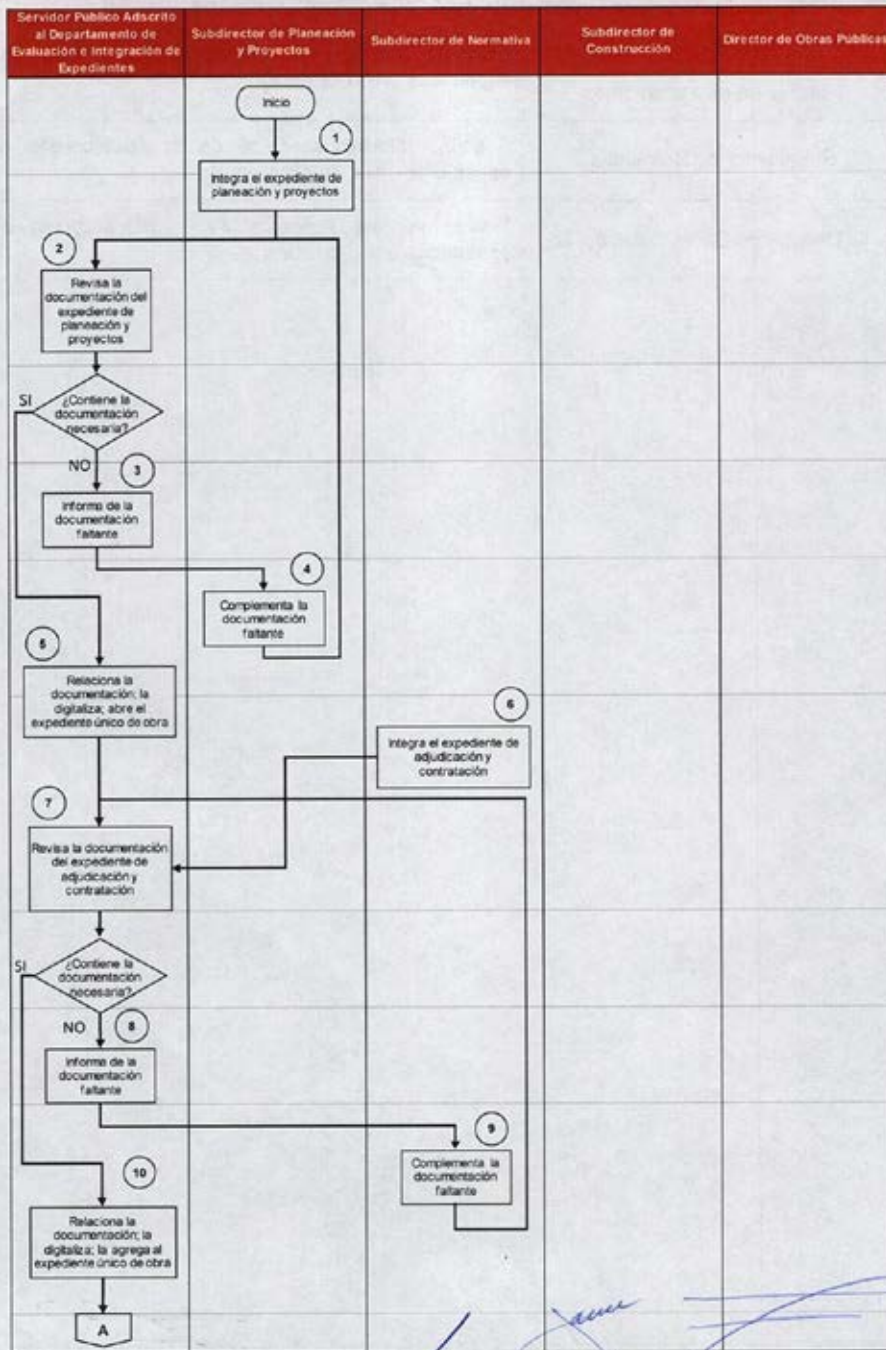 Servidor Público Adscrito
al Departamento de
Evaluación e Integración de
Expedientes
Subdirector de Planeación
y Proyectos
Subdirector de Normativa
Subdirector de
Construcción
Director de Obras Públicas
Inicio
1
Integra el expediente de
planeación y proyectos
2
Revisa la
documentación del
expediente de
planeación y
proyectos
SI
¿Contiene la
documentación
necesaria?
NO
3
Informa de la
documentación
faltante
4
Complementa la
documentación
faltante
5
Relaciona la
documentación; la
digitaliza; abre el
expediente único de obra
6
Integra el expediente de
adjudicación y
contratación
7
Revisa la documentación
del expediente de
adjudicación y
contratación
SI
¿Contiene la
documentación
necesaria?
NO
8
Informa de la
documentación
faltante
9
Complementa la
documentación
faltante
10
Relaciona la
documentación; la
digitaliza; la agrega al
expediente único de obra
A